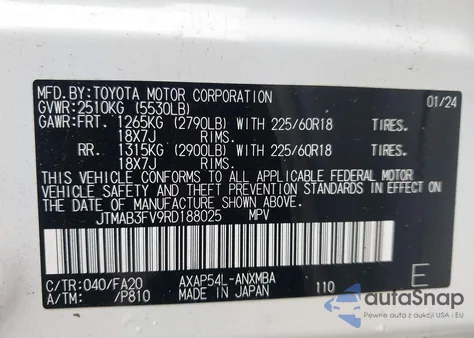 MFD.BY:TOYOTA MOTOR CORPORATION 01/24
GVWR:2510KG (5530LB)
GAWR:FRT. 1265KG (2790LB) WITH 225/60R18 TIRES.
18X7J RIMS.
RR. 1315KG (2900LB) WITH 225/60R18 TIRES.
18X7J RIMS.
THIS VEHICLE CONFORMS TO ALL APPLICABLE FEDERAL MOTOR
VEHICLE SAFETY AND THEFT PREVENTION STANDARDS IN EFFECT
ON THE DATE OF MANUFACTURE SHOWN ABOVE.
JTMAB3FV9RD188025 MPV
C/TR:040/FA20 AXAP54L-ANXMBA
A/TM: /P810 MADE IN JAPAN 110 E
autoSnap
Pewne auta z USA i EU